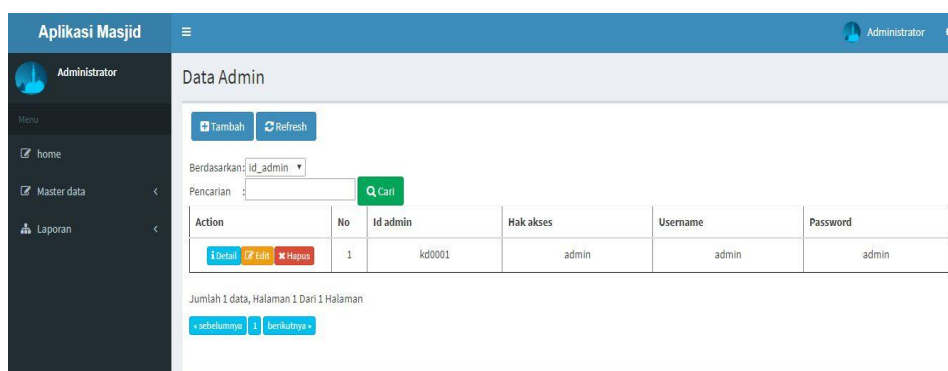 Aplikasi Masjid
Administrator
Administrator
Menu
home
Master data
Laporan
Data Admin
Tambah Refresh
Berdasarkan: id_admin
Pencarian :
Cari
Action No Id admin Hak akses Username Password
Detail Edit Hapus 1 kd0001 admin admin admin
Jumlah 1 data, Halaman 1 Dari 1 Halaman
« sebelumnya 1 berikutnya »